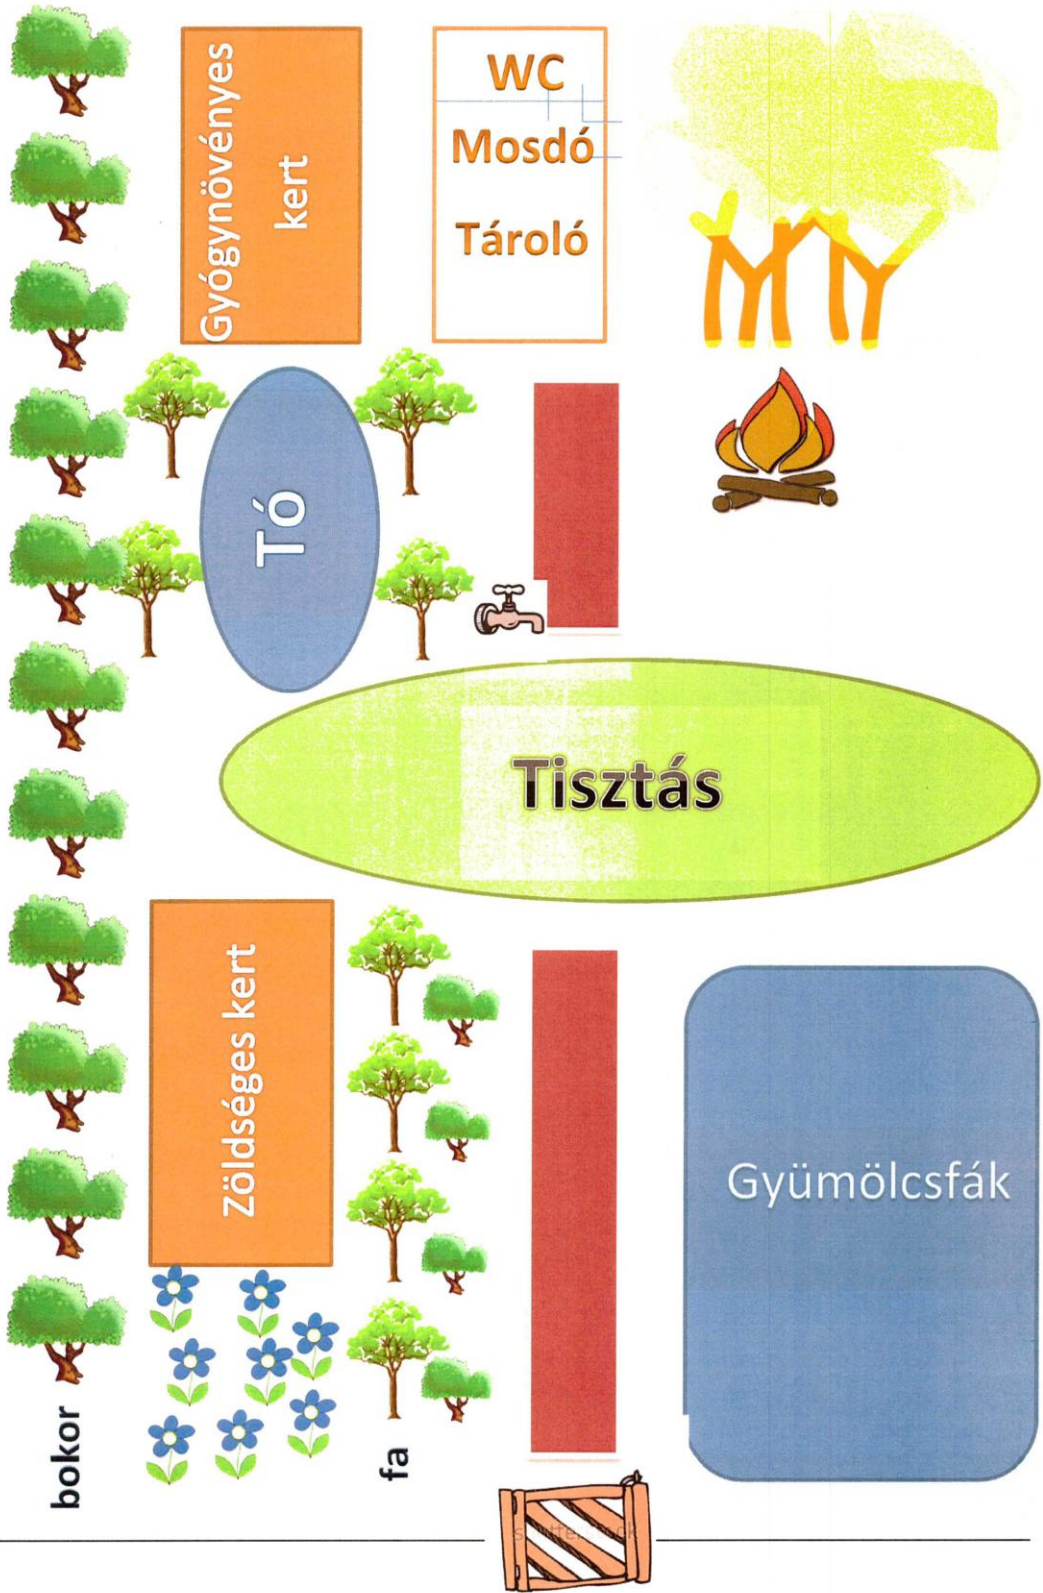 Gyógynövényes
kert
WC
Mosdó
Tároló
Tó
Tisztás
Zöldséges kert
Gyümölcsfák
bokor
fa